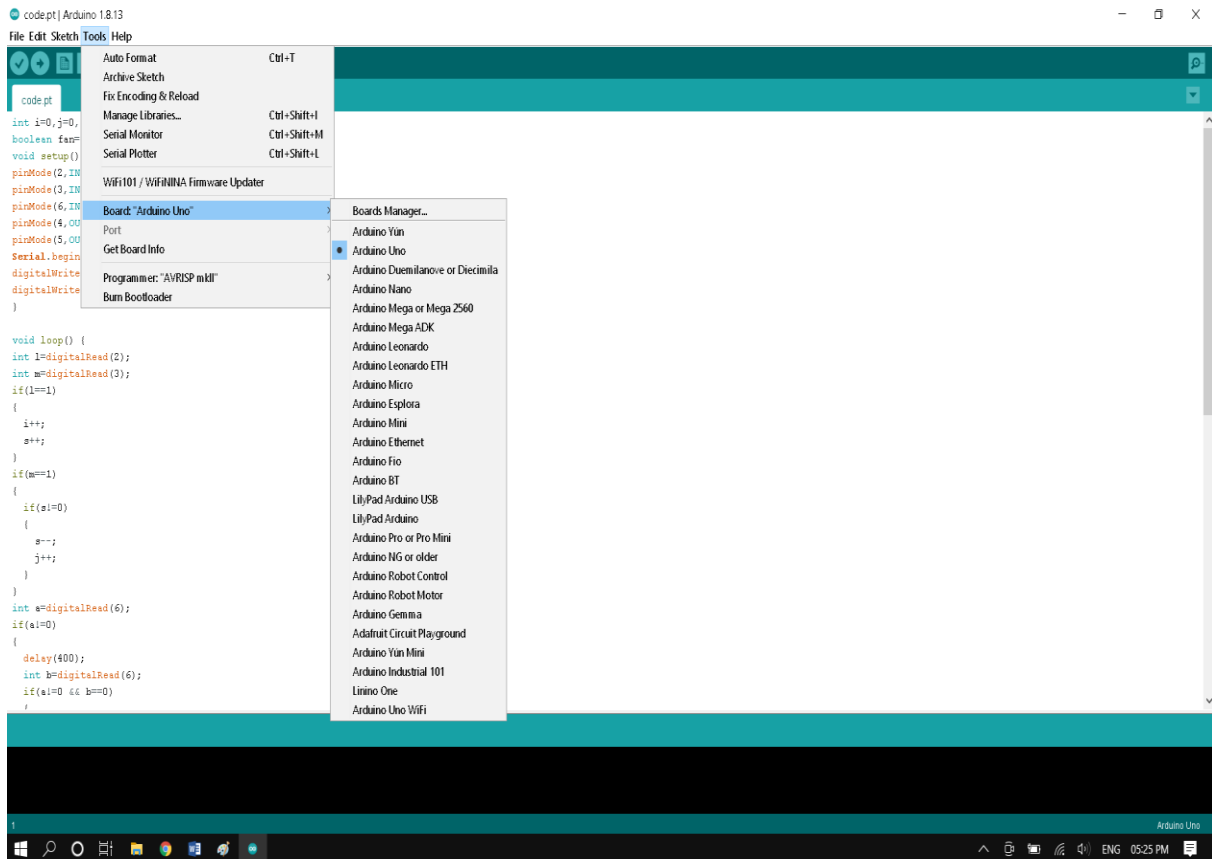 code.pt | Arduino 1.8.13
File Edit Sketch Tools Help
code.pt
Auto Format Ctrl+T
Archive Sketch
Fix Encoding & Reload
Manage Libraries... Ctrl+Shift+I
Serial Monitor Ctrl+Shift+M
Serial Plotter Ctrl+Shift+L
WiFi101 / WiFiNINA Firmware Updater
Board: "Arduino Uno"
Port
Get Board Info
Programmer: "AVRISP mkII"
Burn Bootloader
Boards Manager...
Arduino Yún
Arduino Uno
Arduino Duemilanove or Diecimila
Arduino Nano
Arduino Mega or Mega 2560
Arduino Mega ADK
Arduino Leonardo
Arduino Leonardo ETH
Arduino Micro
Arduino Esplora
Arduino Mini
Arduino Ethernet
Arduino Fio
Arduino BT
LilyPad Arduino USB
LilyPad Arduino
Arduino Pro or Pro Mini
Arduino NG or older
Arduino Robot Control
Arduino Robot Motor
Arduino Gemma
Adafruit Circuit Playground
Arduino Yún Mini
Arduino Industrial 101
Linino One
Arduino Uno WiFi
int i=0,j=0,
boolean fan=
void setup()
pinMode(2,IN
pinMode(3,IN
pinMode(6,IN
pinMode(4,OU
pinMode(5,OU
Serial.begin
digitalWrite
digitalWrite
}
void loop() {
int l=digitalRead(2);
int m=digitalRead(3);
if(l==1)
{
i++;
s++;
}
if(m==1)
{
if(s!=0)
{
s--;
j++;
}
}
int a=digitalRead(6);
if(a!=0)
{
delay(400);
int b=digitalRead(6);
if(a!=0 && b==0)
1
Arduino Uno
ENG 05:25 PM